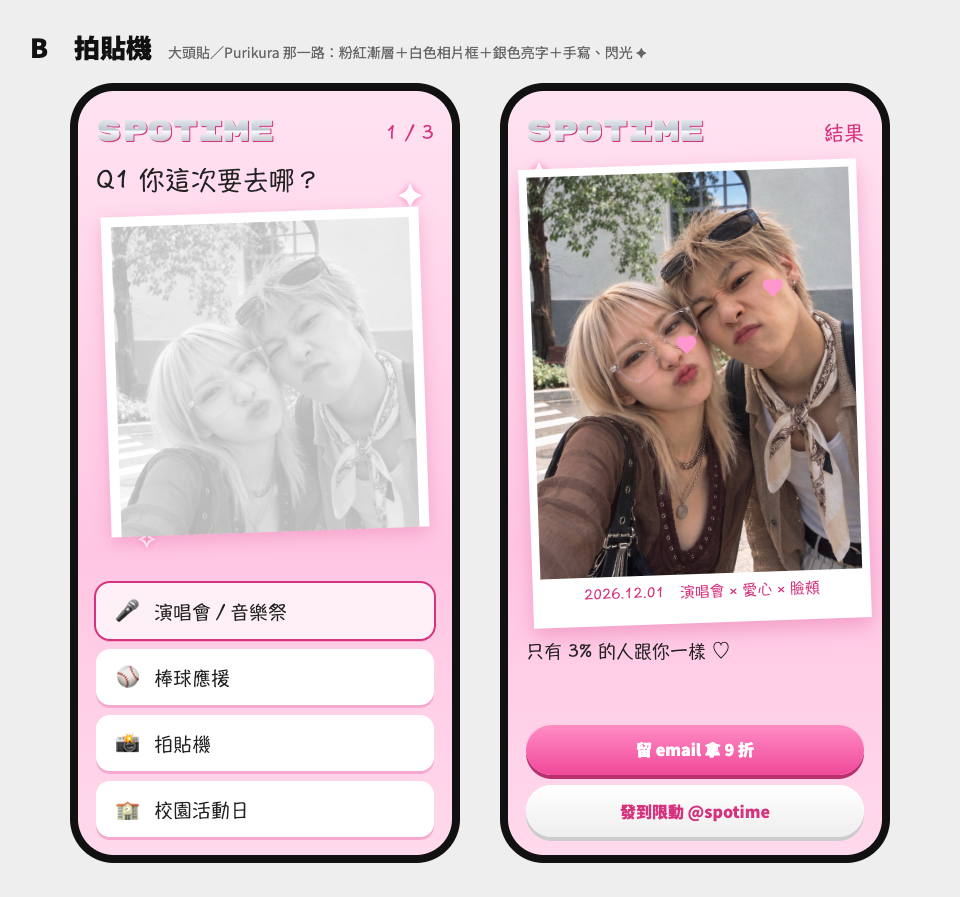 B 拍貼機 大頭貼／Purikura 那一路：粉紅漸層＋白色相片框＋銀色亮字＋手寫、閃光 ✦
SPOTIME 1 / 3
Q1 你這次要去哪？
演唱會 / 音樂祭
棒球應援
拍貼機
校園活動日
SPOTIME 結果
2026.12.01 演唱會 × 愛心 × 臉頰
只有 3% 的人跟你一樣 ♡
留 email 拿 9 折
發到限動 @spotime